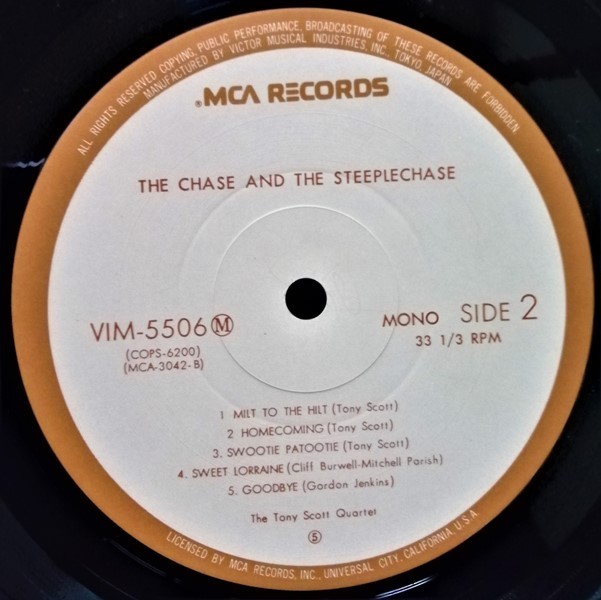 ALL RIGHTS RESERVED COPYING, PUBLIC PERFORMANCE, BROADCASTING OF THESE RECORDS ARE FORBIDDEN.
MANUFACTURED BY VICTOR MUSICAL INDUSTRIES, INC., TOKYO, JAPAN
MCA RECORDS
THE CHASE AND THE STEEPLECHASE
VIM-5506 Ⓜ
(COPS-6200)
(MCA-3042-B)
MONO SIDE 2
33 1/3 RPM
1 MILT TO THE HILT (Tony Scott)
2 HOMECOMING (Tony Scott)
3. SWOOTIE PATOOTIE (Tony Scott)
4. SWEET LORRAINE (Cliff Burwell-Mitchell Parish)
5. GOODBYE (Gordon Jenkins)
The Tony Scott Quartet
⑤
LICENSED BY MCA RECORDS, INC., UNIVERSAL CITY, CALIFORNIA, U.S.A.